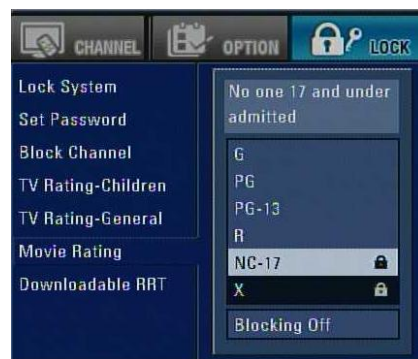 CHANNEL OPTION LOCK
Lock System
Set Password
Block Channel
TV Rating-Children
TV Rating-General
Movie Rating
Downloadable RRT
No one 17 and under
admitted
G
PG
PG-13
R
NC-17
X
Blocking Off